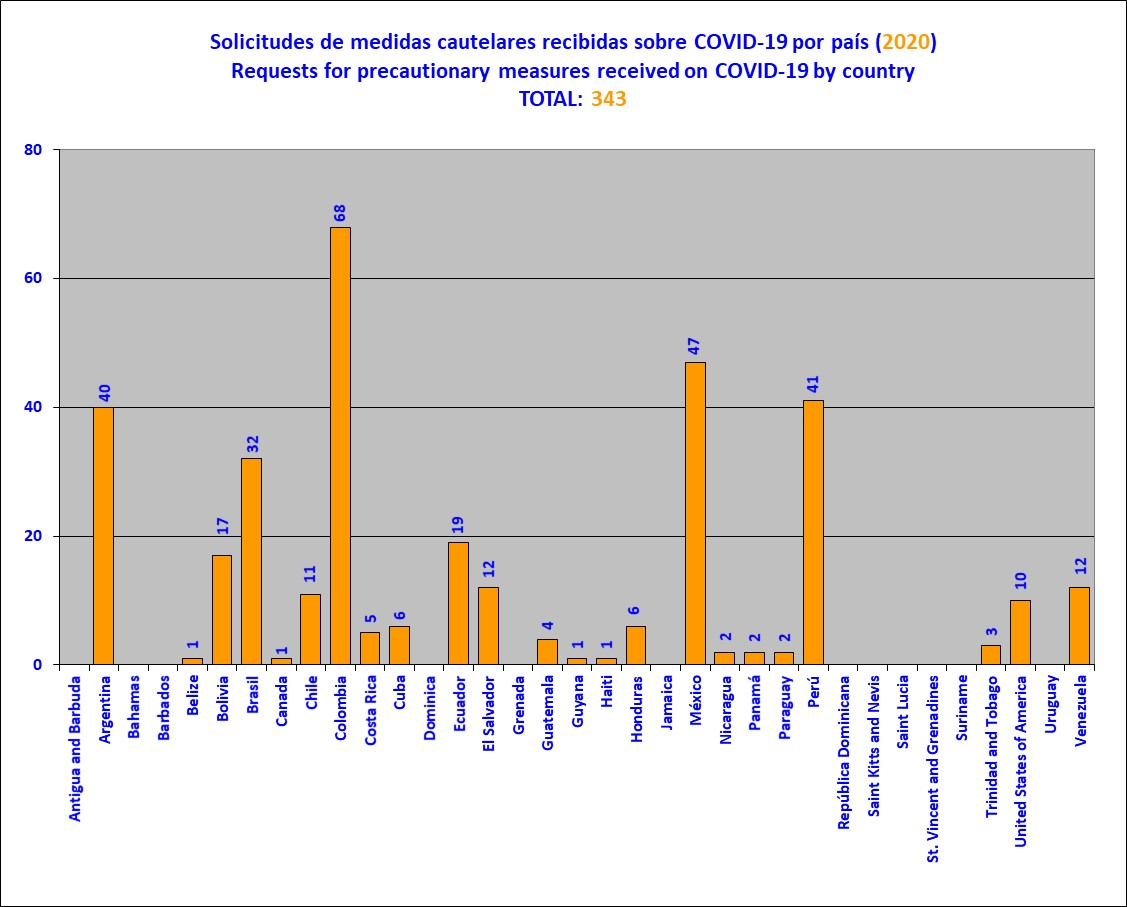 Solicitudes de medidas cautelares recibidas sobre COVID-19 por país (2020)
Requests for precautionary measures received on COVID-19 by country
TOTAL: 343
80
60
40
20
0
40
1
17
32
1
11
68
5
6
19
12
4
1
1
6
47
2
2
2
41
3
10
12
Antigua and Barbuda
Argentina
Bahamas
Barbados
Belize
Bolivia
Brasil
Canada
Chile
Colombia
Costa Rica
Cuba
Dominica
Ecuador
El Salvador
Grenada
Guatemala
Guyana
Haiti
Honduras
Jamaica
México
Nicaragua
Panamá
Paraguay
Perú
República Dominicana
Saint Kitts and Nevis
Saint Lucia
St. Vincent and Grenadines
Suriname
Trinidad and Tobago
United States of America
Uruguay
Venezuela